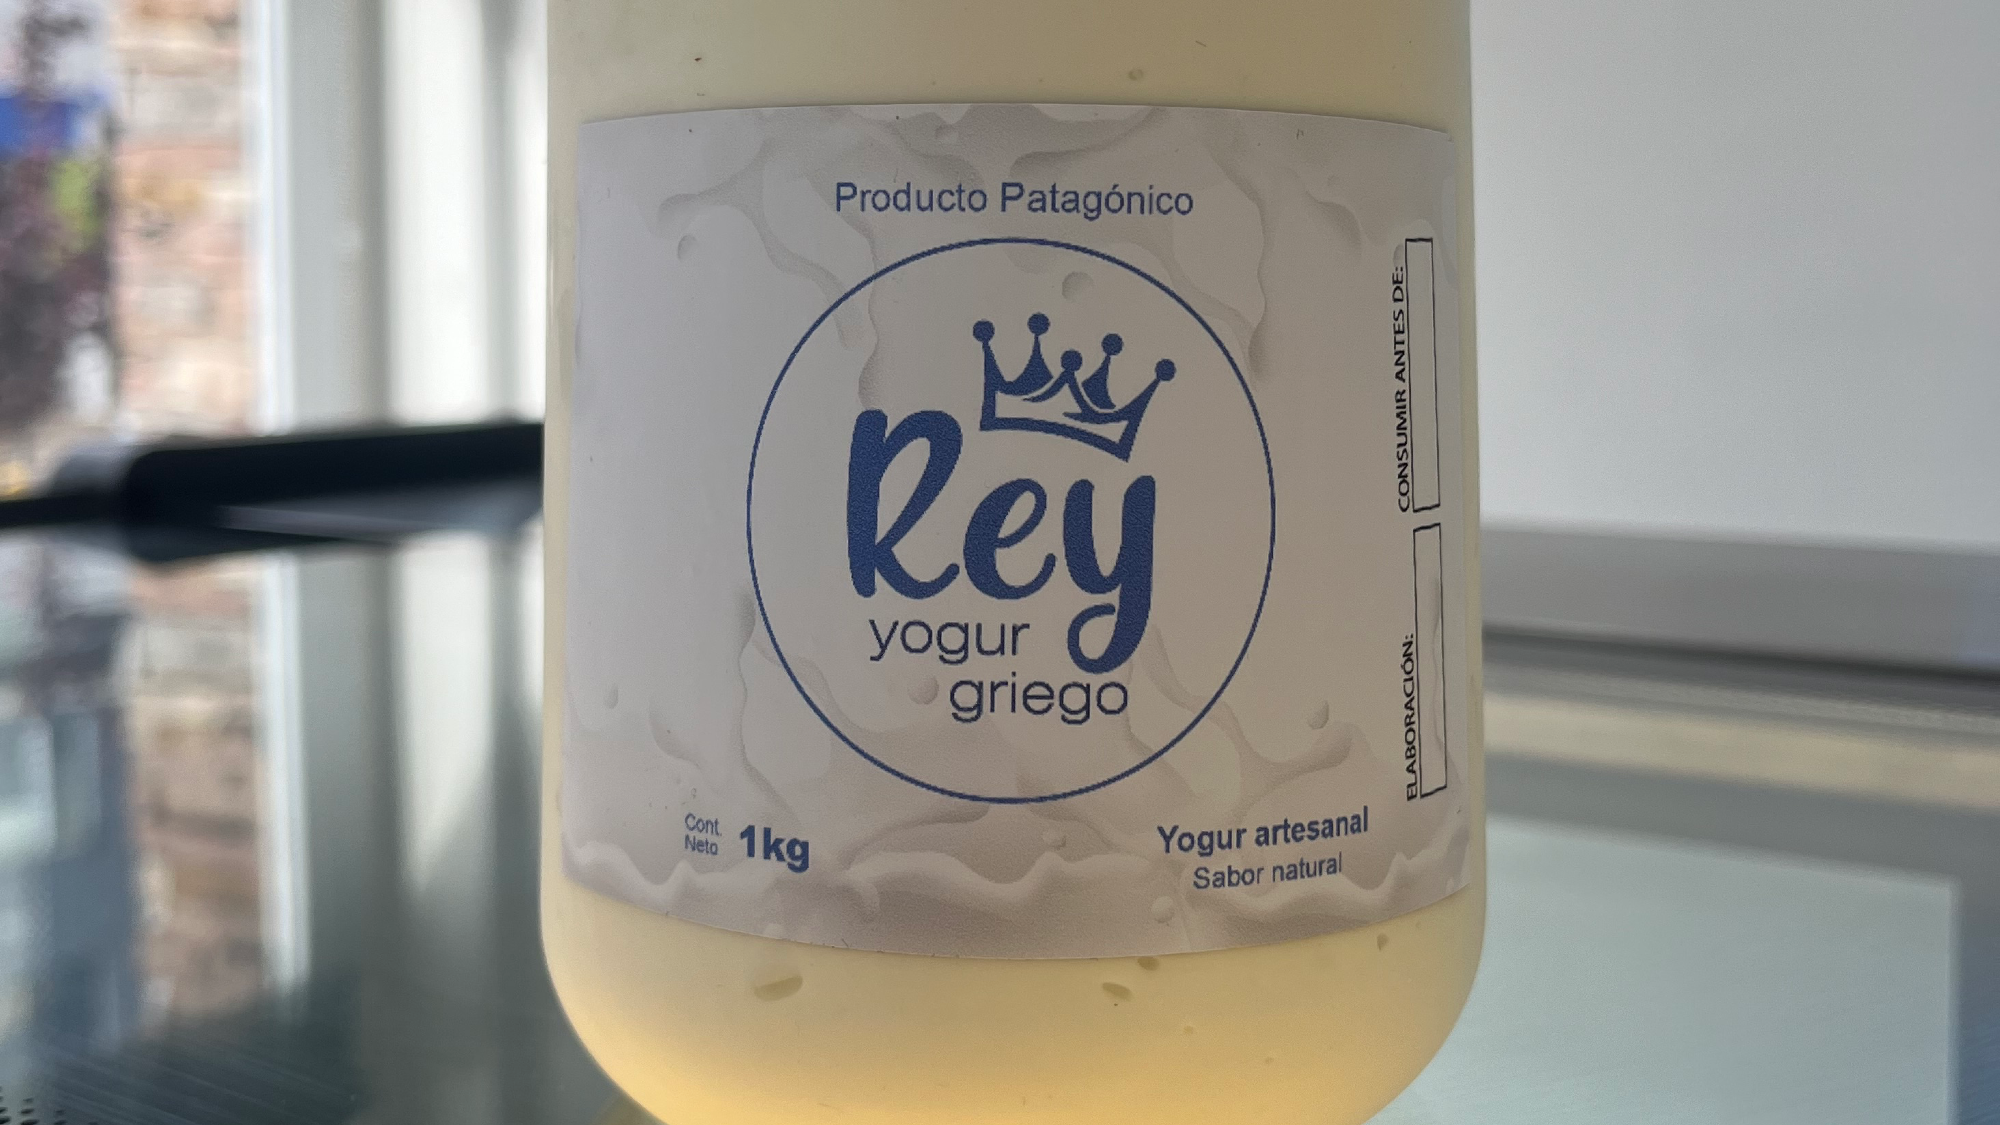 Producto Patagónico
Rey
yogur
griego
Cont.
Neto
1kg
Yogur artesanal
Sabor natural
CONSUMIR ANTES DE:
ELABORACIÓN: